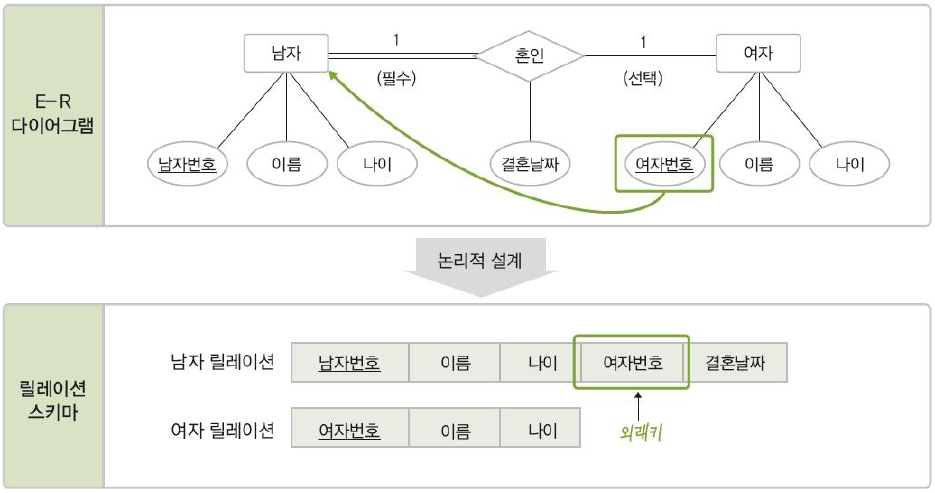 E-R
다이어그램
남자
1
(필수)
혼인
1
(선택)
여자
남자번호
이름
나이
결혼날짜
여자번호
이름
나이
논리적 설계
릴레이션
스키마
남자 릴레이션
남자번호
이름
나이
여자번호
결혼날짜
여자 릴레이션
여자번호
이름
나이
외래키